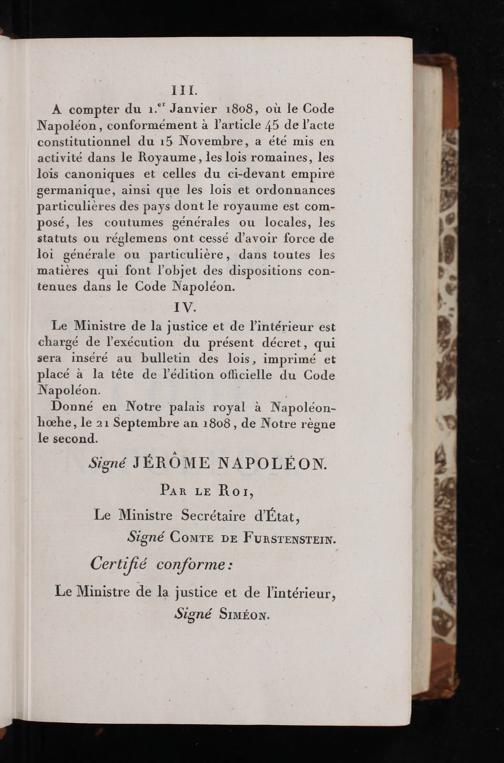 III.
A compter du 1.er Janvier 1808, où le Code
Napoléon, conformément à l'article 45 de l'acte
constitutionnel du 15 Novembre, a été mis en
activité dans le Royaume, les lois romaines, les
lois canoniques et celles du ci-devant empire
germanique, ainsi que les lois et ordonnances
particulières des pays dont le royaume est com-
posé, les coutumes générales ou locales, les
statuts ou réglemens ont cessé d'avoir force de
loi générale ou particulière, dans toutes les
matières qui font l'objet des dispositions con-
tenues dans le Code Napoléon.
IV.
Le Ministre de la justice et de l'intérieur est
chargé de l'exécution du présent décret, qui
sera inséré au bulletin des lois, imprimé et
placé à la tête de l'édition officielle du Code
Napoléon.
Donné en Notre palais royal à Napoléon-
hœhe, le 21 Septembre an 1808, de Notre règne
le second.
Signé JÉRÔME NAPOLÉON.
PAR LE ROI,
Le Ministre Secrétaire d'État,
Signé COMTE DE FURSTENSTEIN.
Certifié conforme:
Le Ministre de la justice et de l'intérieur,
Signé SIMÉON.